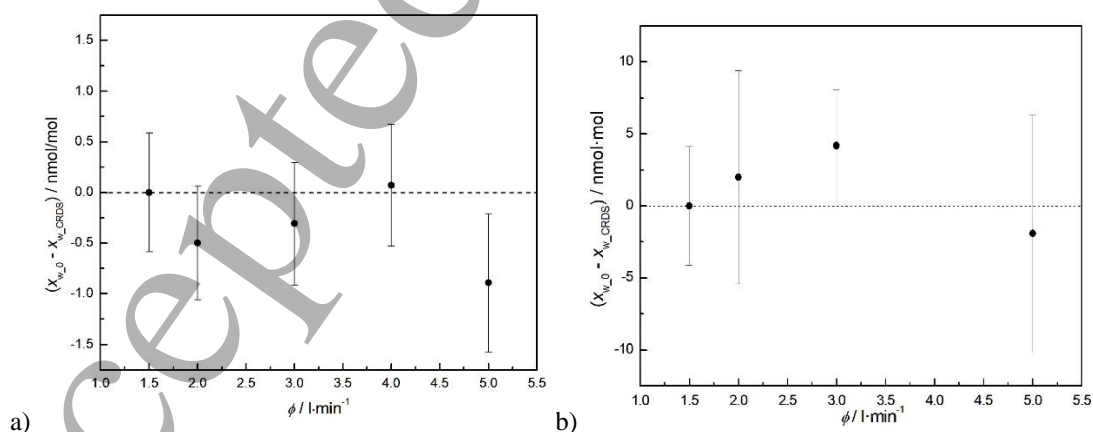 1.5
1.0
0.5
0.0
-0.5
-1.0
-1.5
(x_w_0 - x_w_CRDS) / nmol/mol
1.0 1.5 2.0 2.5 3.0 3.5 4.0 4.5 5.0 5.5
ϕ / l·min⁻¹
a)
10
5
0
-5
-10
(x_w_0 - x_w_CRDS) / nmol·mol
1.0 1.5 2.0 2.5 3.0 3.5 4.0 4.5 5.0 5.5
ϕ / l·min⁻¹
b)
cepted